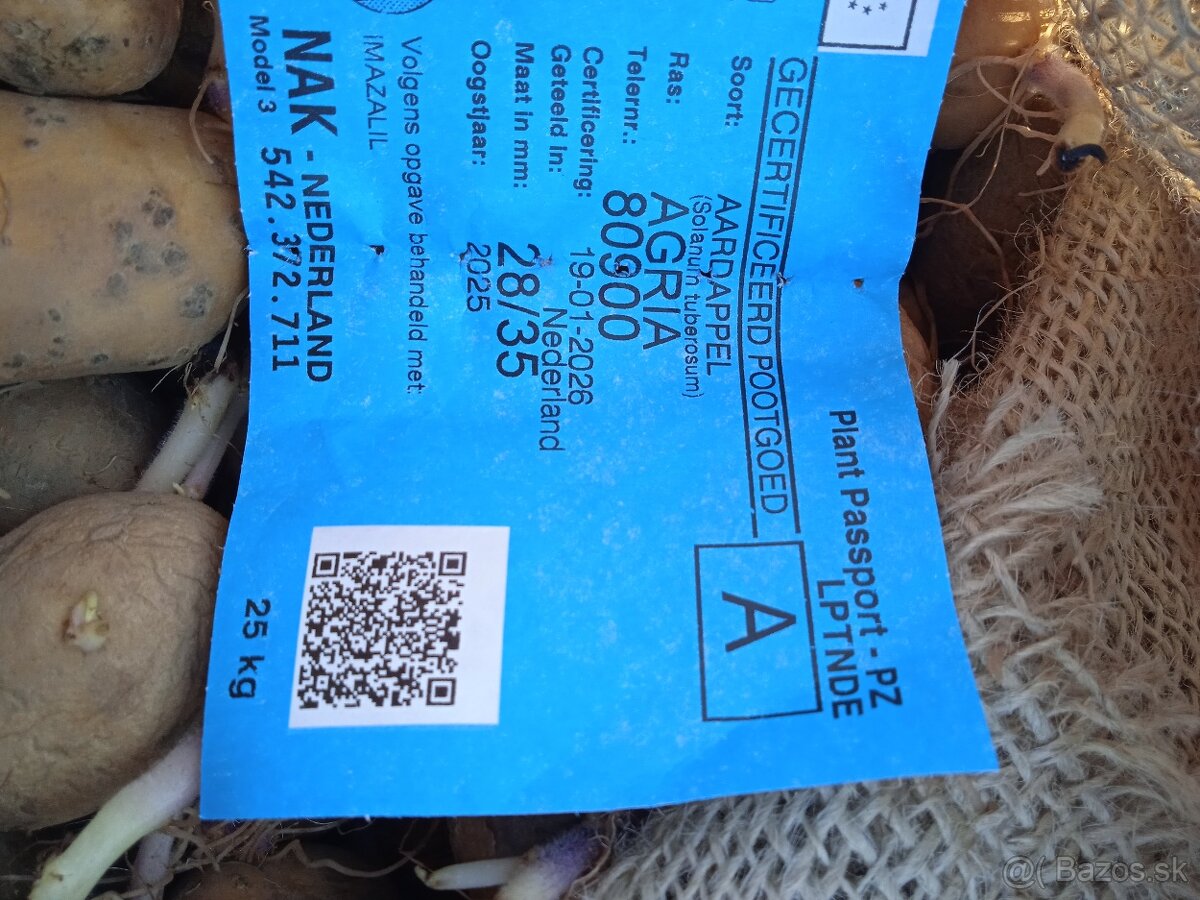 Plant Passport - PZ
LPTNDE
GECERTIFICEERD POOTGOED
A
Soort: AARDAPPEL
(Solanum tuberosum)
Ras: AGRIA
Telernr.: 80900
Certificering: 19-01-2026
Geteeld in: Nederland
Maat in mm: 28/35
Oogstjaar: 2025
Volgens opgave behandeld met:
IMAZALIL
NAK - NEDERLAND
Model 3 542.372.711
25 kg
Bazos.sk